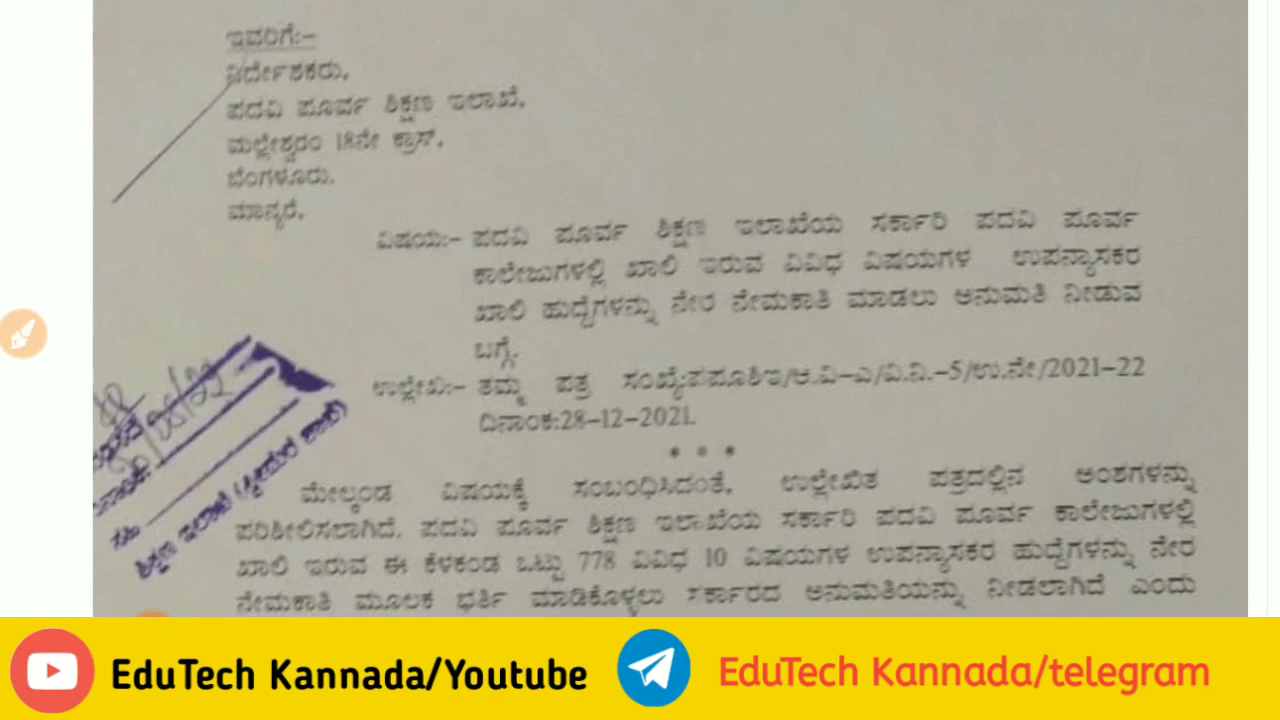 ಇವರಿಗೆ:-
ನಿರ್ದೇಶಕರು,
ಪದವಿ ಪೂರ್ವ ಶಿಕ್ಷಣ ಇಲಾಖೆ,
ಮಲ್ಲೇಶ್ವರಂ 18ನೇ ಕ್ರಾಸ್,
ಬೆಂಗಳೂರು.
ಮಾನ್ಯರೆ,
ವಿಷಯ:- ಪದವಿ ಪೂರ್ವ ಶಿಕ್ಷಣ ಇಲಾಖೆಯ ಸರ್ಕಾರಿ ಪದವಿ ಪೂರ್ವ
ಕಾಲೇಜುಗಳಲ್ಲಿ ಖಾಲಿ ಇರುವ ವಿವಿಧ ವಿಷಯಗಳ ಉಪನ್ಯಾಸಕರ
ಖಾಲಿ ಹುದ್ದೆಗಳನ್ನು ನೇರ ನೇಮಕಾತಿ ಮಾಡಲು ಅನುಮತಿ ನೀಡುವ
ಬಗ್ಗೆ.
ಉಲ್ಲೇಖ:- ತಮ್ಮ ಪತ್ರ ಸಂಖ್ಯೆ:ಪಪೂಶಿಇ/ಆ.ವಿ-ಎ/ವಿ.ನಿ.-5/ಉ.ನೇ/2021-22
ದಿನಾಂಕ:28-12-2021.
* * *
ಮೇಲ್ಕಂಡ ವಿಷಯಕ್ಕೆ ಸಂಬಂಧಿಸಿದಂತೆ, ಉಲ್ಲೇಖಿತ ಪತ್ರದಲ್ಲಿನ ಅಂಶಗಳನ್ನು
ಪರಿಶೀಲಿಸಲಾಗಿದೆ. ಪದವಿ ಪೂರ್ವ ಶಿಕ್ಷಣ ಇಲಾಖೆಯ ಸರ್ಕಾರಿ ಪದವಿ ಪೂರ್ವ ಕಾಲೇಜುಗಳಲ್ಲಿ
ಖಾಲಿ ಇರುವ ಈ ಕೆಳಕಂಡ ಒಟ್ಟು 778 ವಿವಿಧ 10 ವಿಷಯಗಳ ಉಪನ್ಯಾಸಕರ ಹುದ್ದೆಗಳನ್ನು ನೇರ
ನೇಮಕಾತಿ ಮೂಲಕ ಭರ್ತಿ ಮಾಡಿಕೊಳ್ಳಲು ಸರ್ಕಾರದ ಅನುಮತಿಯನ್ನು ನೀಡಲಾಗಿದೆ ಎಂದು
ಸಹಿ
ಶಿಕ್ಷಣ ಇಲಾಖೆ
EduTech Kannada/Youtube
EduTech Kannada/telegram